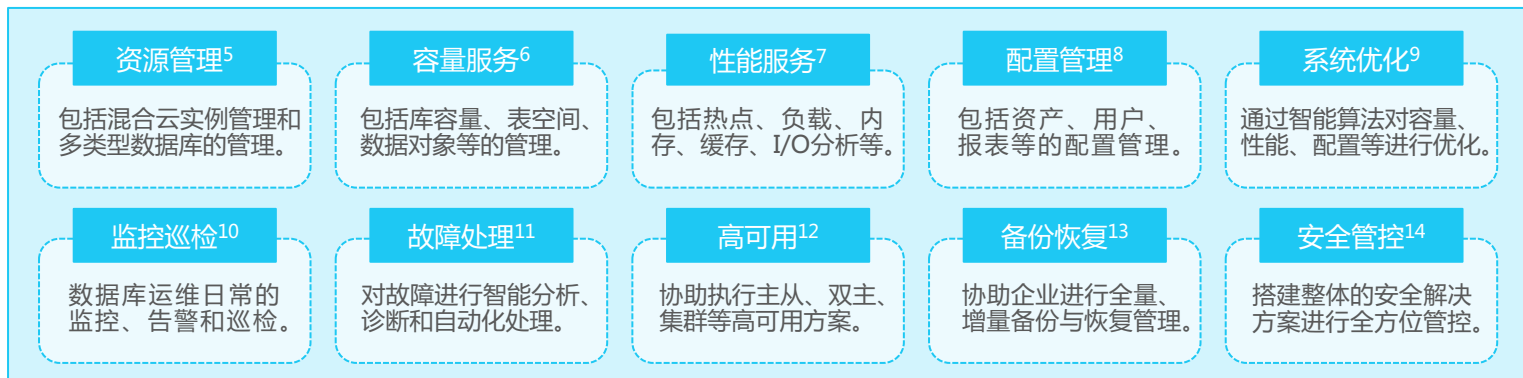 资源管理5
包括混合云实例管理和
多类型数据库的管理。
容量服务6
包括库容量、表空间、
数据对象等的管理。
性能服务7
包括热点、负载、内
存、缓存、I/O分析等。
配置管理8
包括资产、用户、
报表等的配置管理。
系统优化9
通过智能算法对容量、
性能、配置等进行优化。
监控巡检10
数据库运维日常的
监控、告警和巡检。
故障处理11
对故障进行智能分析、
诊断和自动化处理。
高可用12
协助执行主从、双主、
集群等高可用方案。
备份恢复13
协助企业进行全量、
增量备份与恢复管理。
安全管控14
搭建整体的安全解决
方案进行全方位管控。